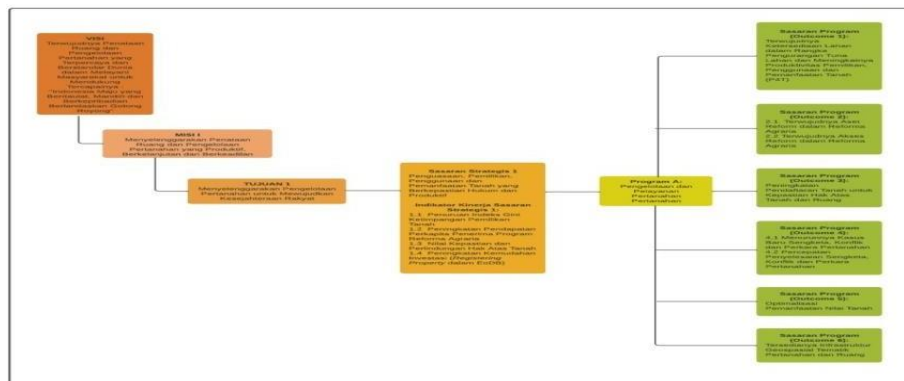 VISI
Terwujudnya Penataan
Ruang dan
Pengelolaan
Pertanahan yang
Terpercaya dan
Berstandar Dunia
dalam Melayani
Masyarakat untuk
Mendukung
Tercapainya
"Indonesia Maju yang
Berdaulat, Mandiri dan
Berkepribadian
Berlandaskan Gotong
Royong"
MISI I
Menyelenggarakan Penataan
Ruang dan Pengelolaan
Pertanahan yang Produktif,
Berkelanjutan dan Berkeadilan
TUJUAN 1
Menyelenggarakan Pengelolaan
Pertanahan untuk Mewujudkan
Kesejahteraan Rakyat
Sasaran Strategis 1
Penguasaan, Pemilikan,
Penggunaan dan
Pemanfaatan Tanah yang
Berkepastian Hukum dan
Produktif
Indikator Kinerja Sasaran
Strategis 1:
1.1 Penurunan Indeks Gini
Ketimpangan Pemilikan
Tanah
1.2 Peningkatan Pendapatan
Perkapita Penerima Program
Reforma Agraria
1.3 Nilai Kepastian dan
Perlindungan Hak Atas Tanah
1.4 Peringkat Kemudahan
Investasi (Registering
Property dalam EoDB)
Program A:
Pengelolaan dan
Pelayanan
Pertanahan
Pertanahan
Sasaran Program
(Outcome 1):
Terwujudnya
Ketersediaan Lahan
dalam Rangka
Pengurangan Tuna
Lahan dan Meningkatnya
Produktivitas Pemilikan,
Penggunaan dan
Pemanfaatan Tanah
(P4T)
Sasaran Program
(Outcome 2):
2.1 Terwujudnya Aset
Reform dalam Reforma
Agraria
2.2 Terwujudnya Akses
Reform dalam Reforma
Agraria
Sasaran Program
(Outcome 3):
Peningkatan
Pendaftaran Tanah untuk
Kepastian Hak Atas
Tanah dan Ruang
Sasaran Program
(Outcome 4):
4.1 Menurunnya Kasus
Baru Sengketa, Konflik
dan Perkara Pertanahan
4.2 Percepatan
Penyelesaian Sengketa,
Konflik dan Perkara
Pertanahan
Sasaran Program
(Outcome 5):
Optimalisasi
Pemanfaatan Nilai Tanah
Sasaran Program
(Outcome 6):
Tersedianya Infrastruktur
Geospasial Tematik
Pertanahan dan Ruang